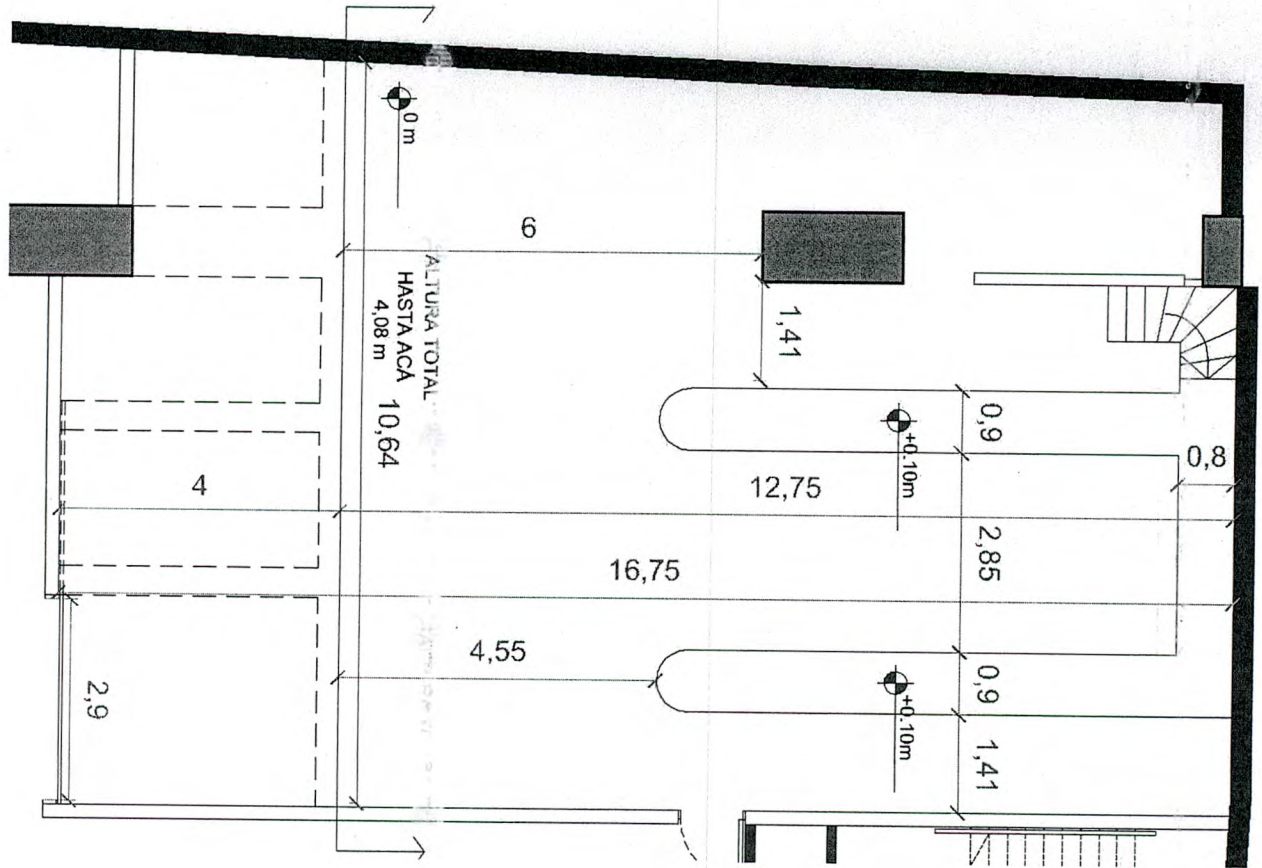 0 m
6
ALTURA TOTAL
HASTA ACÁ
4,08 m
10,64
1,41
0,9
+0.10m
0,8
4
12,75
2,85
16,75
4,55
0,9
+0.10m
2,9
1,41